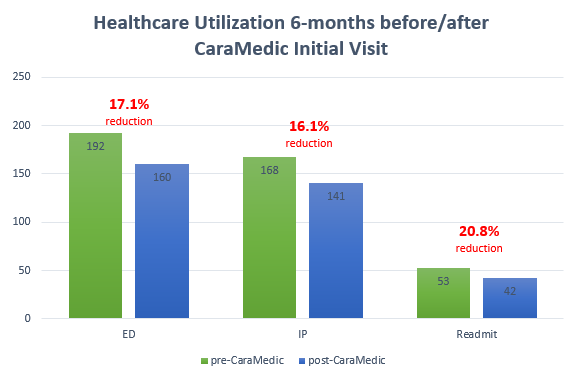 Healthcare Utilization 6-months before/after
CaraMedic Initial Visit
250
200
150
100
50
0
17.1%
reduction
192
160
16.1%
reduction
168
141
20.8%
reduction
53
42
ED
IP
Readmit
pre-CaraMedic
post-CaraMedic